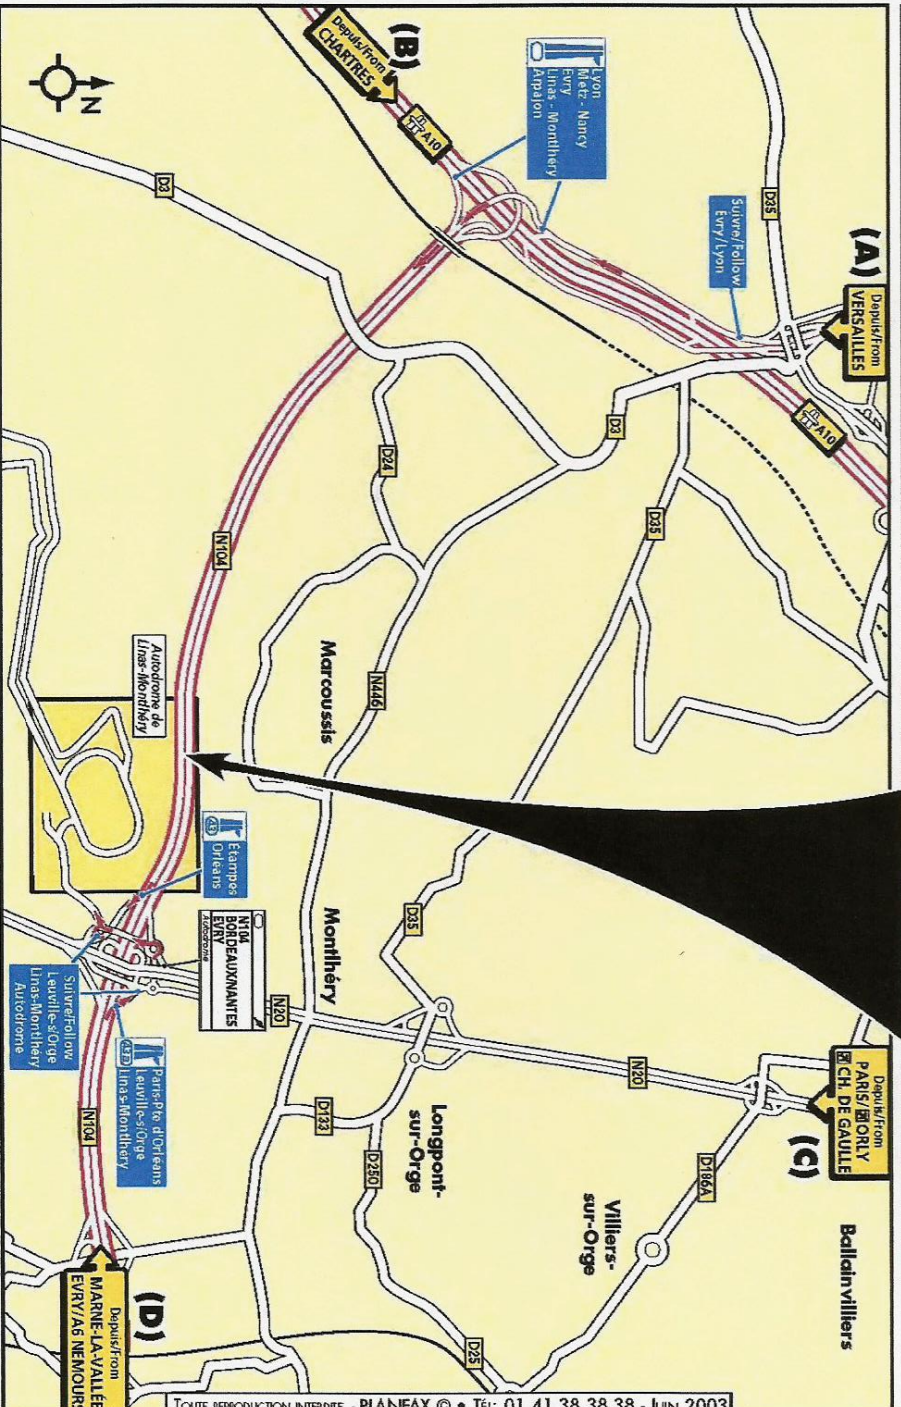 (B)
Depuis/From
CHARTRES
A10
Lyon
Metz - Nancy
Evry
Linas - Montlhéry
Arpajon
D35
Suivre/Follow
Evry/Lyon
(A)
Depuis/From
VERSAILLES
A10
N
D3
D3
D24
D35
N104
Marcoussis
N446
Autodrome de
Linas-Montlhéry
Étampes
Orléans
43
N104
BORDEAUX/NANTES
EVRY
Autodrome
Montlhéry
D35
N20
N20
Depuis/From
PARIS/ORLY
CH. DE GAULLE
(C)
Suivre/Follow
Leuville-s/Orge
Linas-Montlhéry
Autodrome
Paris-Pte d'Orléans
Leuville-s/Orge
Linas-Montlhéry
N104
D133
D250
Longpont-
sur-Orge
D186A
Villiers-
sur-Orge
Ballainvilliers
D25
(D)
Depuis/From
MARNE-LA-VALLÉE
EVRY/A6 NEMOURS
TOUTE REPRODUCTION INTERDITE - PLANFAX © • TÉL: 01 41 38 38 38 - JUIN 2003